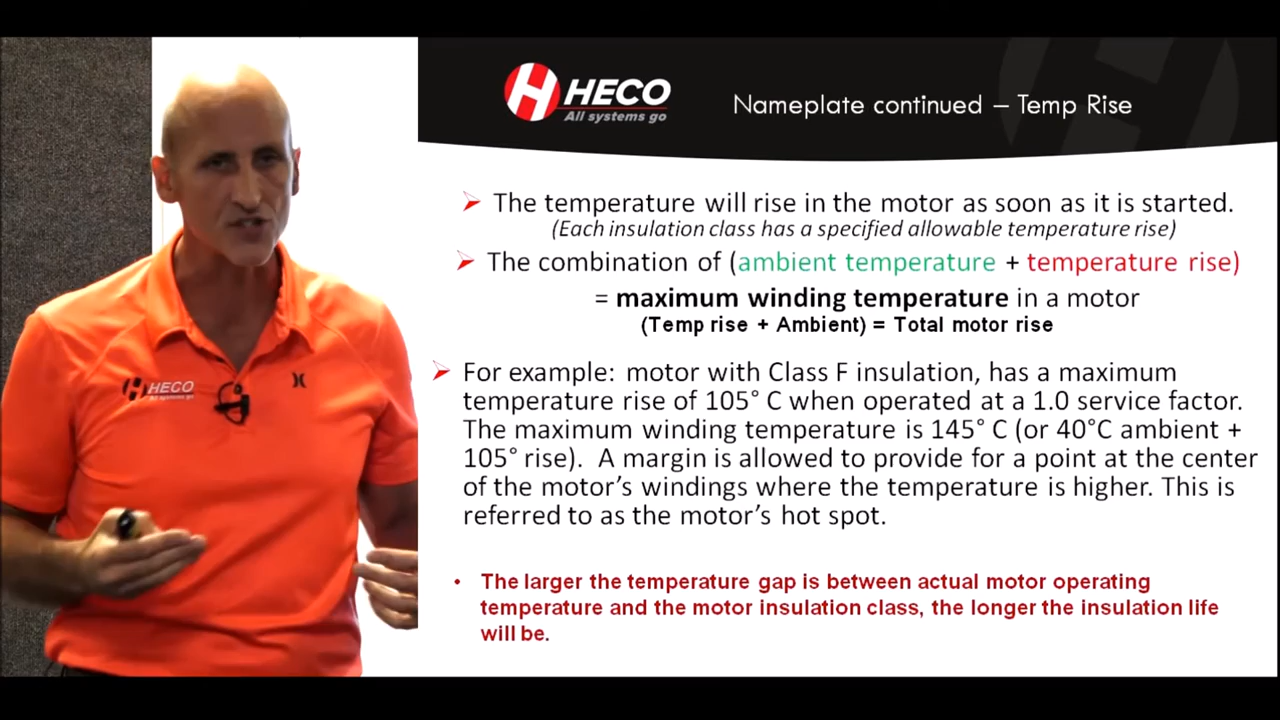 HECO
All systems go
Nameplate continued – Temp Rise
The temperature will rise in the motor as soon as it is started.
(Each insulation class has a specified allowable temperature rise)
The combination of (ambient temperature + temperature rise)
= maximum winding temperature in a motor
(Temp rise + Ambient) = Total motor rise
For example: motor with Class F insulation, has a maximum
temperature rise of 105° C when operated at a 1.0 service factor.
The maximum winding temperature is 145° C (or 40°C ambient +
105° rise). A margin is allowed to provide for a point at the center
of the motor's windings where the temperature is higher. This is
referred to as the motor's hot spot.
• The larger the temperature gap is between actual motor operating
temperature and the motor insulation class, the longer the insulation life
will be.
HECO
All systems go